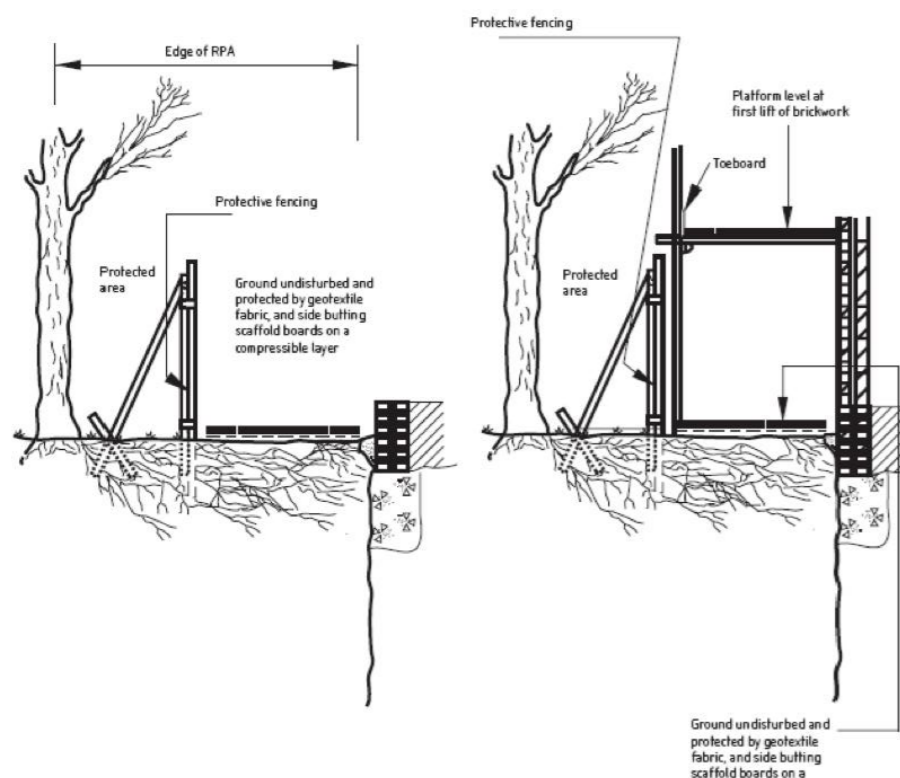 Edge of RPA
Protective fencing
Protected
area
Ground undisturbed and
protected by geotextile
fabric, and side butting
scaffold boards on a
compressible layer
Protective fencing
Platform level at
first lift of brickwork
Toeboard
Protected
area
Ground undisturbed and
protected by geotextile
fabric, and side butting
scaffold boards on a